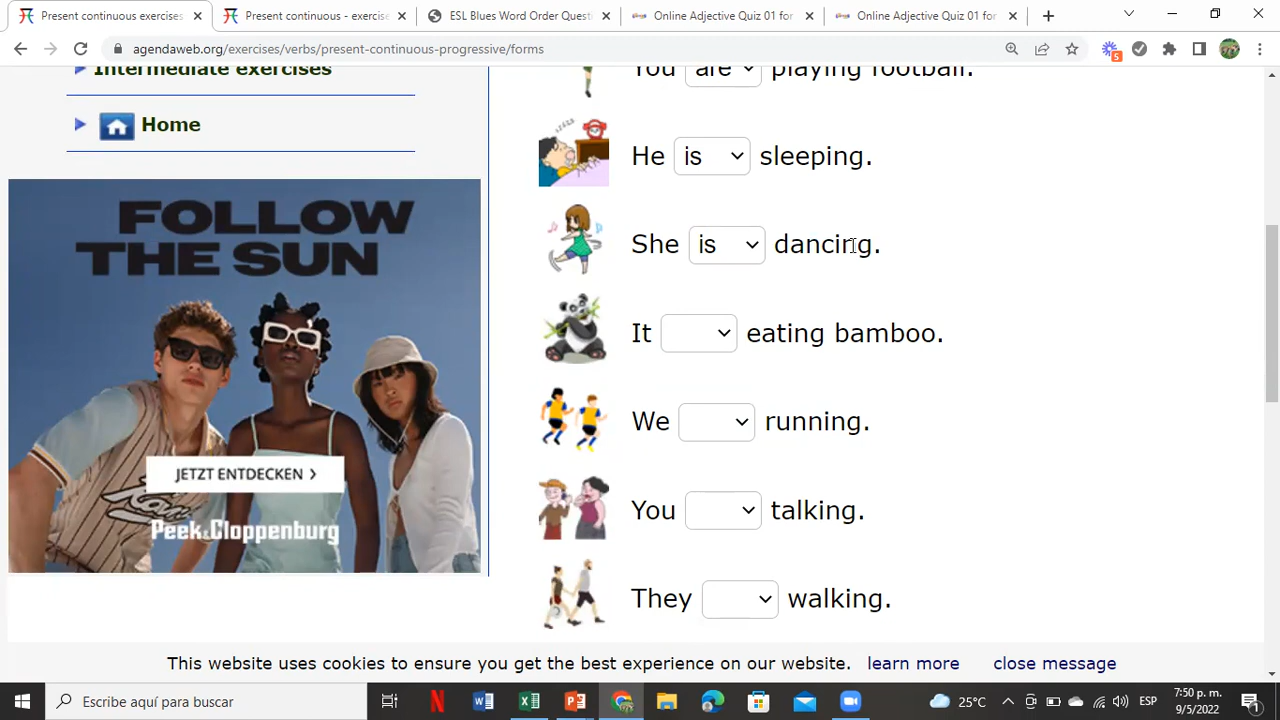 Present continuous exercises
Present continuous - exercise
ESL Blues Word Order Questi
Online Adjective Quiz 01 for
Online Adjective Quiz 01 for
agendaweb.org/exercises/verbs/present-continuous-progressive/forms
5
Intermediate exercises
Home
FOLLOW
THE SUN
JETZT ENTDECKEN
Peek&Cloppenburg
You are playing football.
He is sleeping.
She is dancing.
It eating bamboo.
We running.
You talking.
They walking.
This website uses cookies to ensure you get the best experience on our website. learn more close message
Escribe aquí para buscar
25°C
ESP
7:50 p. m.
9/5/2022
1